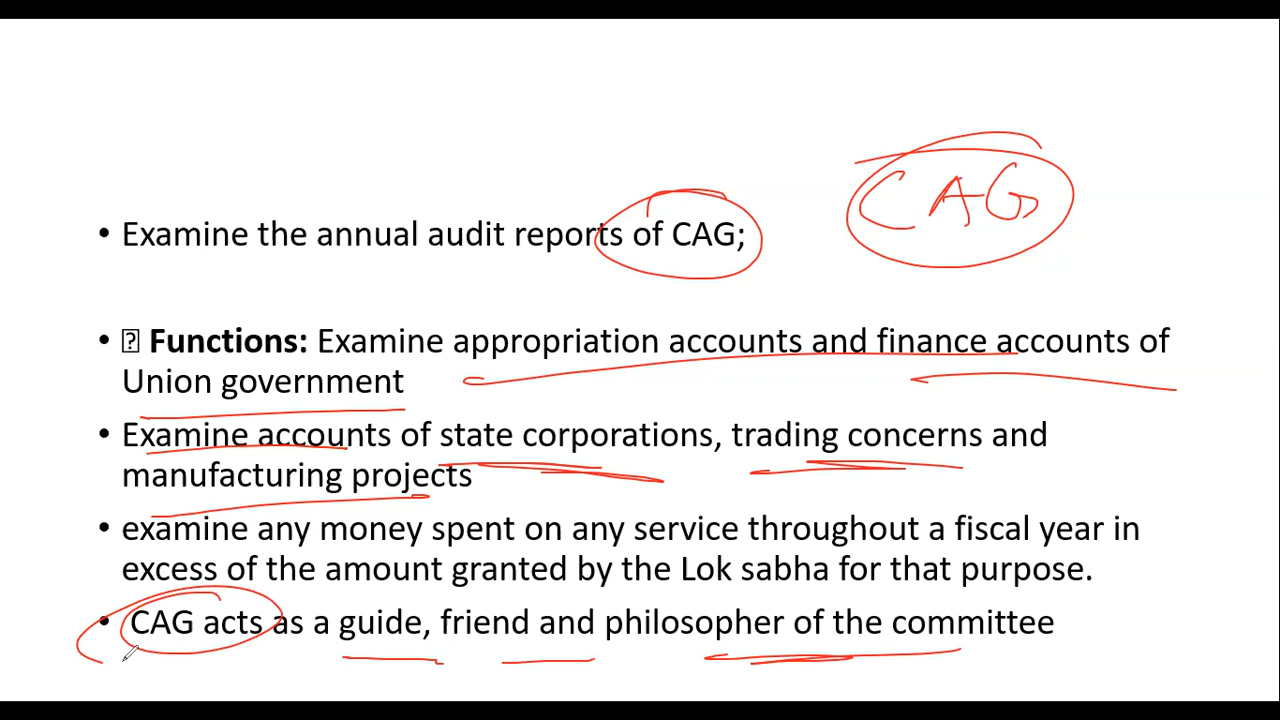 CAG
• Examine the annual audit reports of CAG;
• Functions: Examine appropriation accounts and finance accounts of
Union government
• Examine accounts of state corporations, trading concerns and
manufacturing projects
• examine any money spent on any service throughout a fiscal year in
excess of the amount granted by the Lok sabha for that purpose.
• CAG acts as a guide, friend and philosopher of the committee